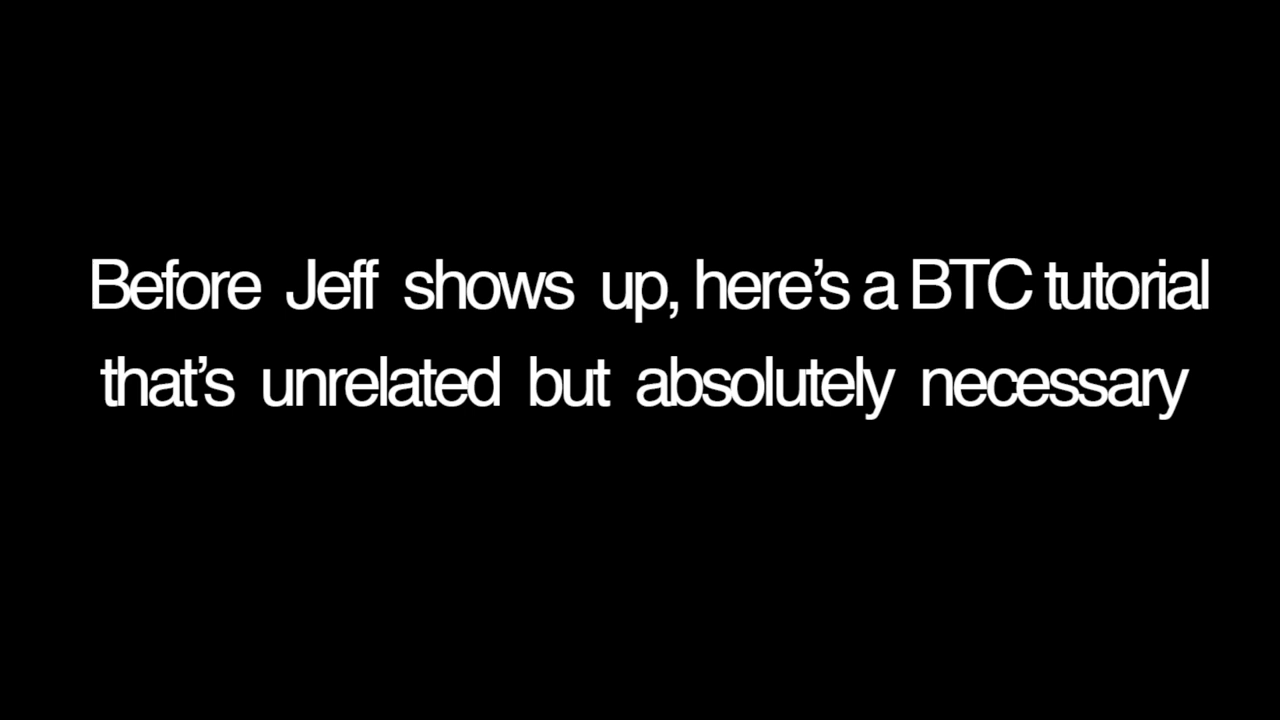 Before Jeff shows up, here’s a BTC tutorial
that’s unrelated but absolutely necessary